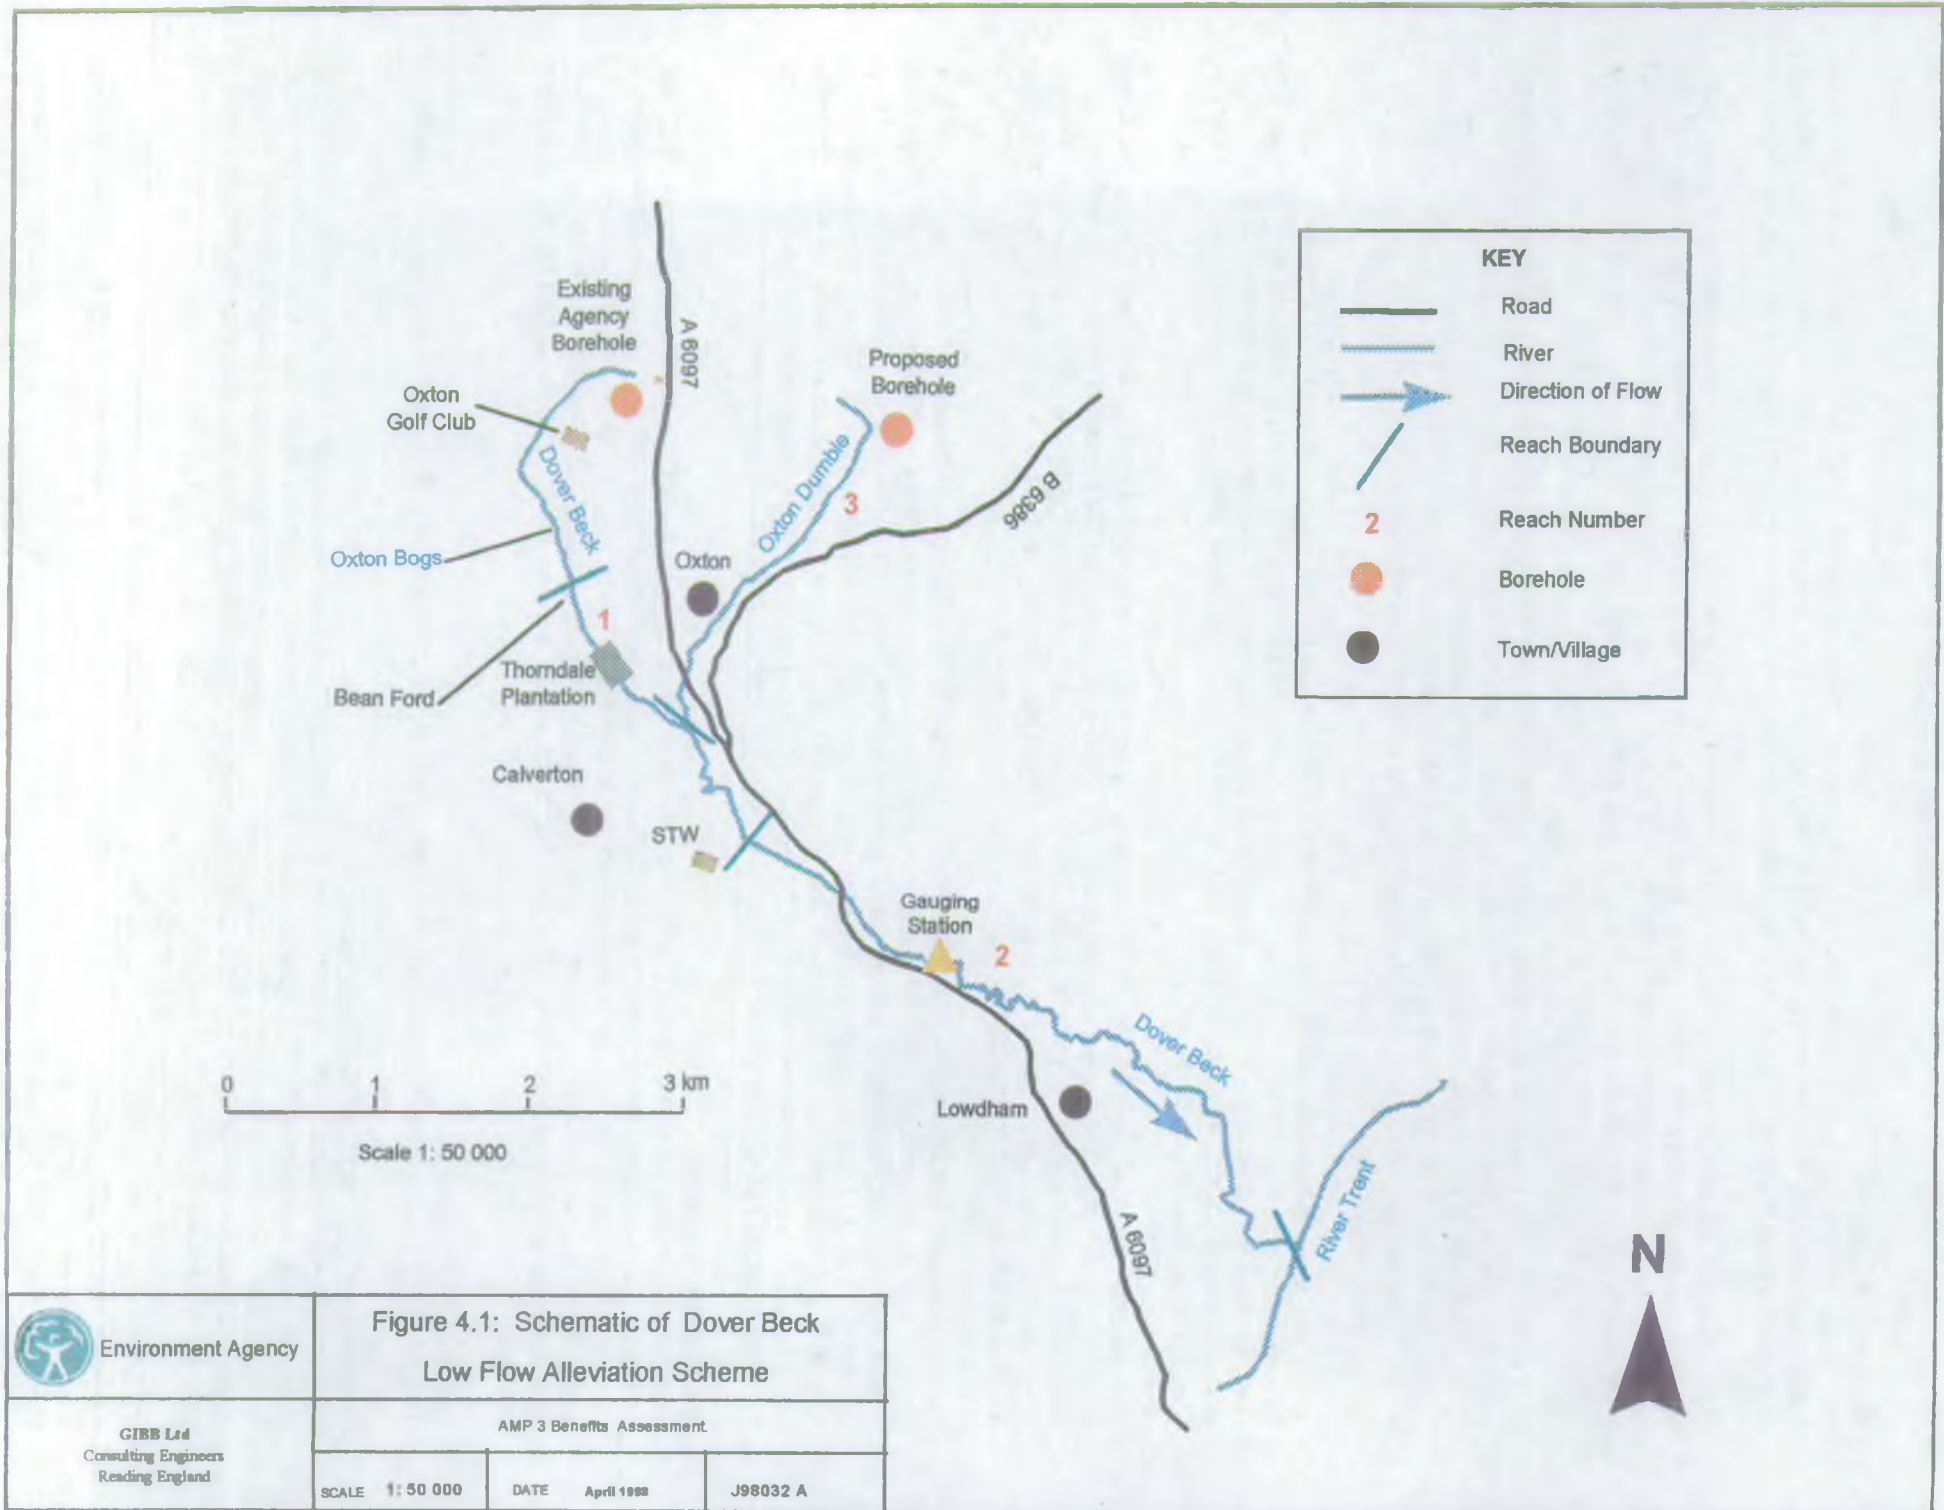 Existing
Agency
Borehole
A 6097
Proposed
Borehole
Oxton
Golf Club
Dover Beck
Oxton Dumble
3
B 6386
Oxton Bogs
Oxton
1
Thorndale
Plantation
Bean Ford
Calverton
STW
Gauging
Station
2
Dover Beck
Lowdham
River Trent
A 6097
KEY
Road
River
Direction of Flow
Reach Boundary
2
Reach Number
Borehole
Town/Village
0 1 2 3 km
Scale 1: 50 000
N
Environment Agency
Figure 4.1: Schematic of Dover Beck
Low Flow Alleviation Scheme
GIBB Ltd
Consulting Engineers
Reading England
AMP 3 Benefits Assessment
SCALE 1: 50 000
DATE April 1998
J98032 A